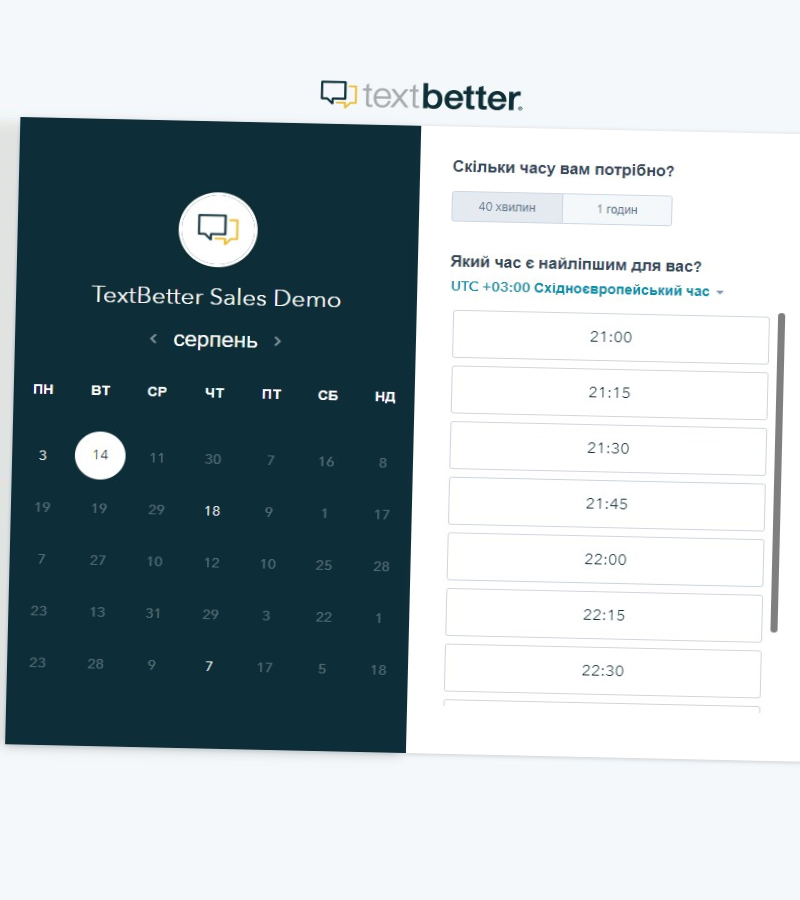 textbetter.
TextBetter Sales Demo
< серпень >
ПН ВТ СР ЧТ ПТ СБ НД
3 14 11 30 7 16 8
19 19 29 18 9 1 17
7 27 10 12 10 25 28
23 13 31 29 3 22 1
23 28 9 7 17 5 18
Скільки часу вам потрібно?
40 хвилин 1 годин
Який час є найліпшим для вас?
UTC +03:00 Східноєвропейський час
21:00
21:15
21:30
21:45
22:00
22:15
22:30